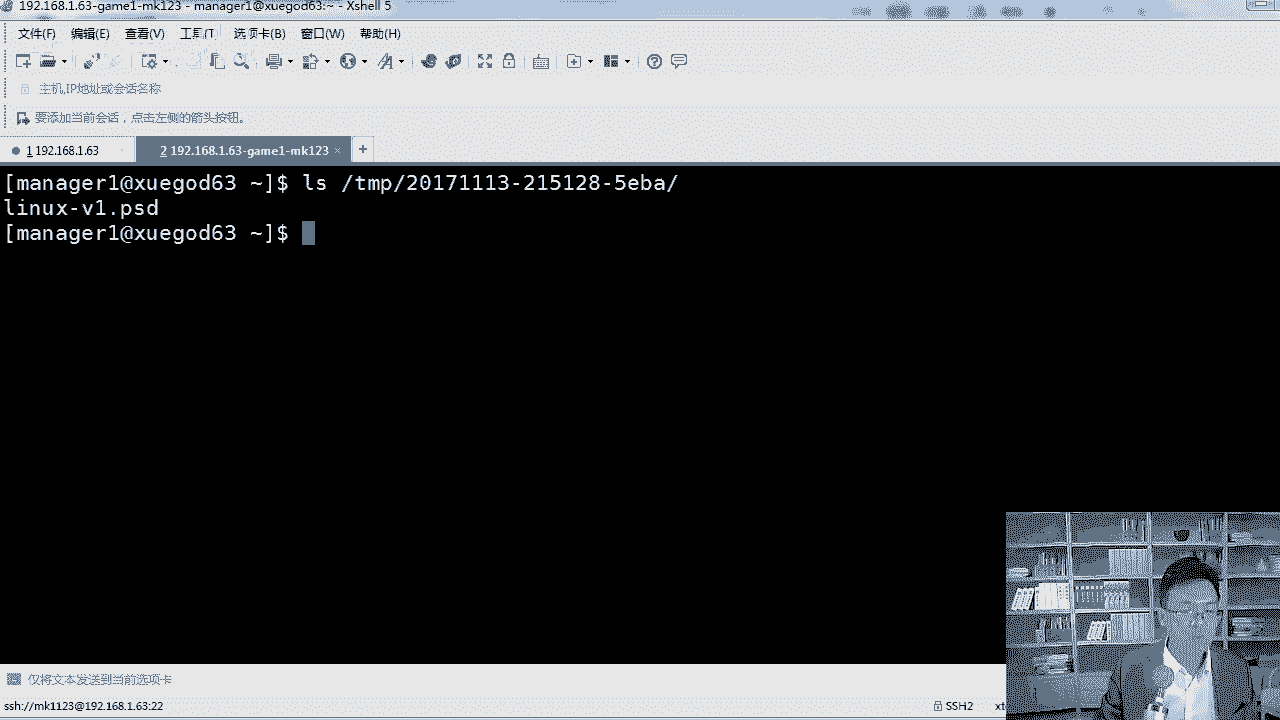 192.168.1.63-game1-mk123 - manager1@xuegod63:~ - Xshell 5
文件(F) 编辑(E) 查看(V) 工具(T) 选项卡(B) 窗口(W) 帮助(H)
主机,IP地址或会话名称
要添加当前会话，点击左侧的箭头按钮。
1 192.168.1.63 2 192.168.1.63-game1-mk123 × +
[manager1@xuegod63 ~]$ ls /tmp/20171113-215128-5eba/
linux-v1.psd
[manager1@xuegod63 ~]$
仅将文本发送到当前选项卡
ssh://mk1123@192.168.1.63:22 SSH2 xt